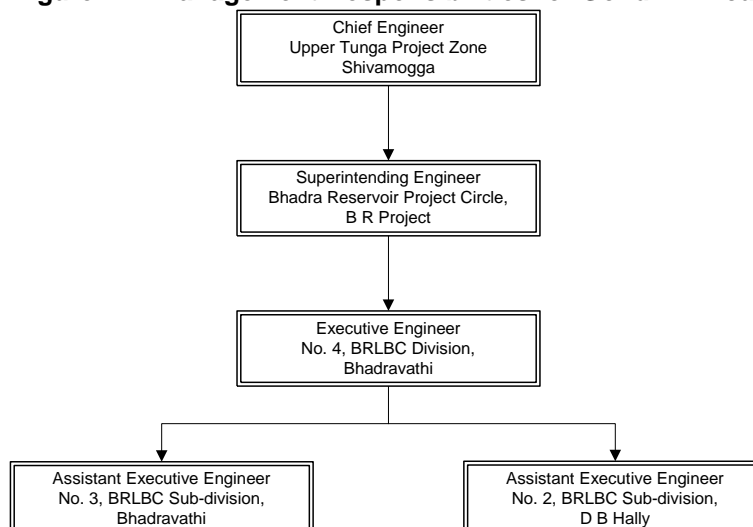 Chief Engineer
Upper Tunga Project Zone
Shivamogga
Superintending Engineer
Bhadra Reservoir Project Circle,
B R Project
Executive Engineer
No. 4, BRLBC Division,
Bhadravathi
Assistant Executive Engineer
No. 3, BRLBC Sub-division,
Bhadravathi
Assistant Executive Engineer
No. 2, BRLBC Sub-division,
D B Hally